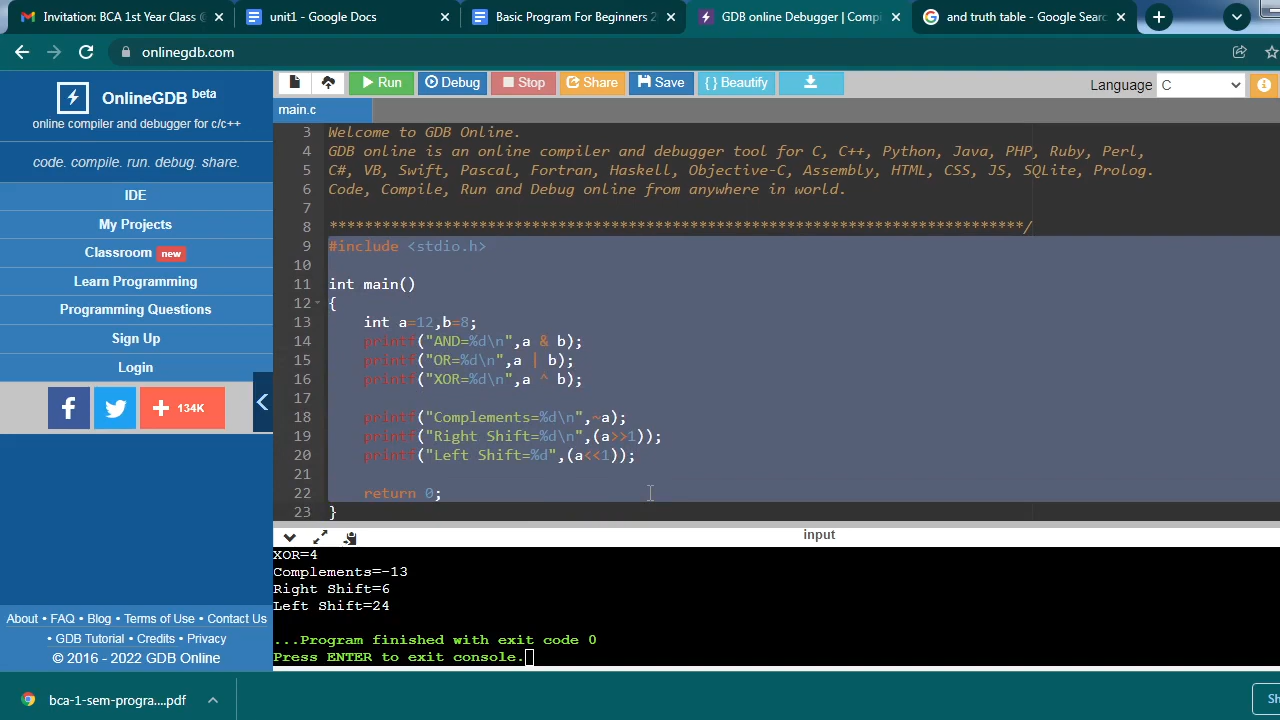 Invitation: BCA 1st Year Class
unit1 - Google Docs
Basic Program For Beginners 2
GDB online Debugger | Compi
and truth table - Google Searc
onlinegdb.com
OnlineGDB beta
online compiler and debugger for c/c++
code. compile. run. debug. share.
IDE
My Projects
Classroom new
Learn Programming
Programming Questions
Sign Up
Login
134K
About • FAQ • Blog • Terms of Use • Contact Us
• GDB Tutorial • Credits • Privacy
© 2016 - 2022 GDB Online
Run
Debug
Stop
Share
Save
{ } Beautify
Language C
main.c
3 Welcome to GDB Online.
4 GDB online is an online compiler and debugger tool for C, C++, Python, Java, PHP, Ruby, Perl,
5 C#, VB, Swift, Pascal, Fortran, Haskell, Objective-C, Assembly, HTML, CSS, JS, SQLite, Prolog.
6 Code, Compile, Run and Debug online from anywhere in world.
7
8 *******************************************************************************/
9 #include <stdio.h>
10
11 int main()
12 {
13     int a=12,b=8;
14     printf("AND=%d\n",a & b);
15     printf("OR=%d\n",a | b);
16     printf("XOR=%d\n",a ^ b);
17
18     printf("Complements=%d\n",~a);
19     printf("Right Shift=%d\n",(a>>1));
20     printf("Left Shift=%d",(a<<1));
21
22     return 0;
23 }
input
XOR=4
Complements=-13
Right Shift=6
Left Shift=24
...Program finished with exit code 0
Press ENTER to exit console.
bca-1-sem-progra....pdf
Sh